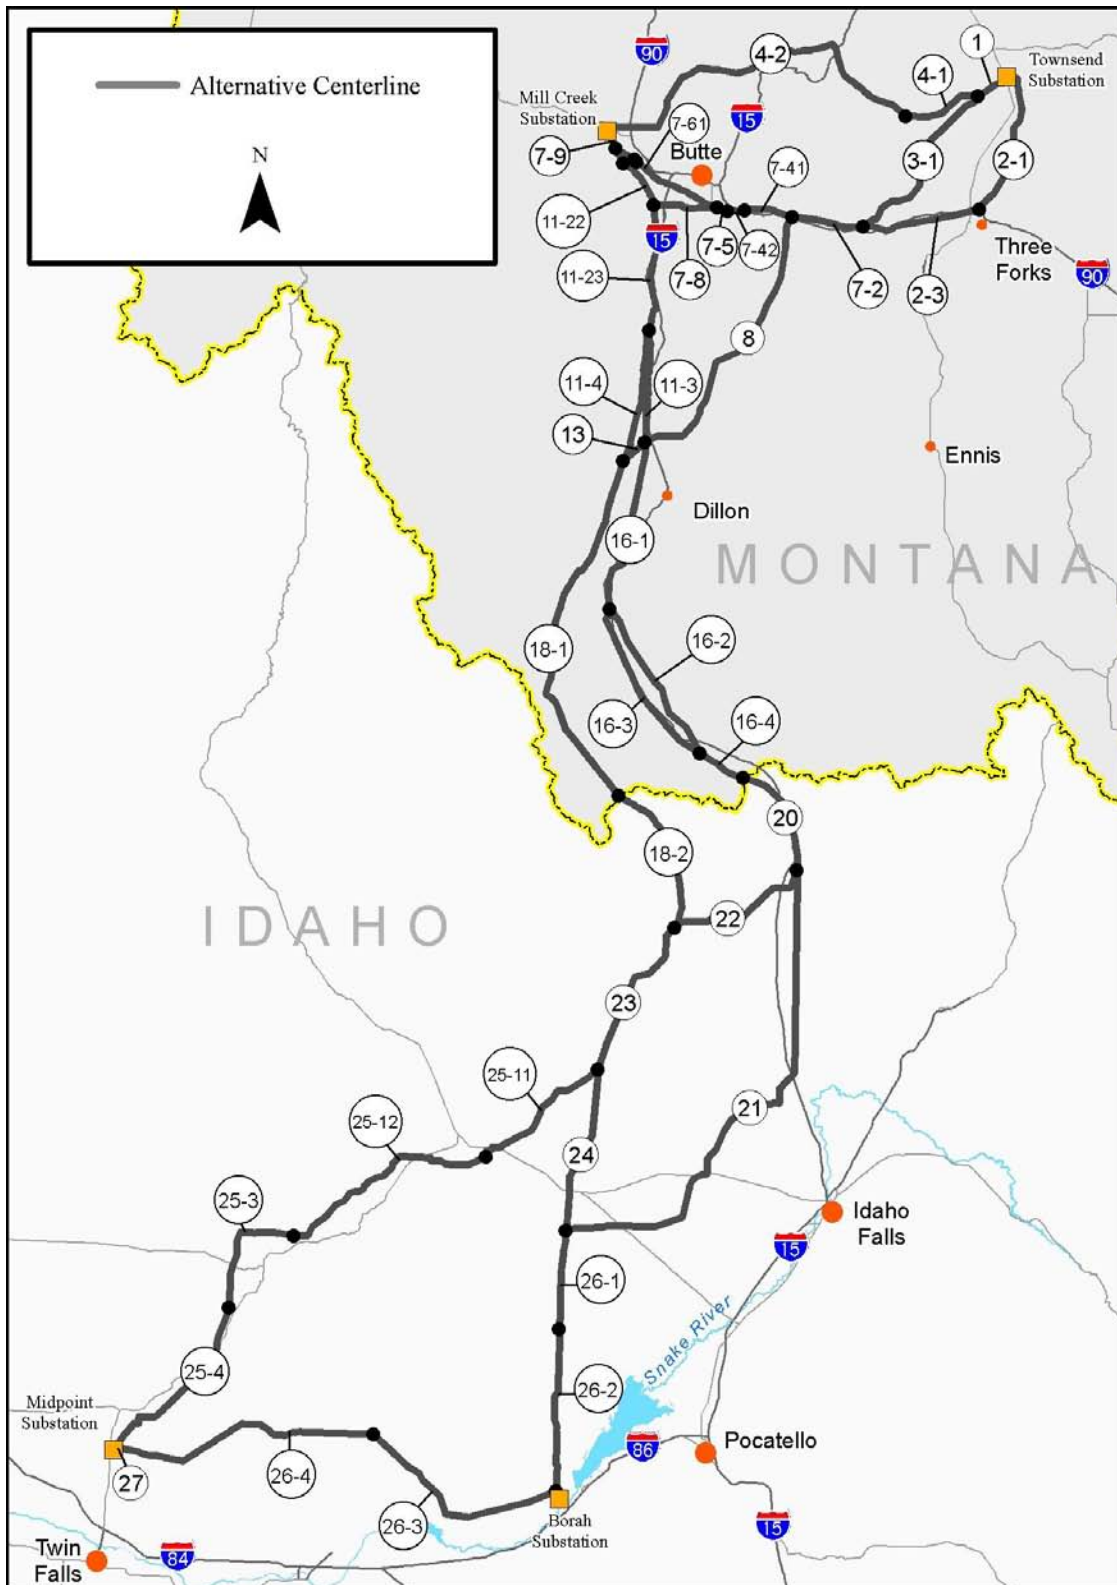 Alternative Centerline
N
1
4-2
90
Townsend
Substation
4-1
Mill Creek
Substation
15
7-61
7-9
Butte
7-41
3-1
2-1
11-22
15
7-5
7-42
Three
Forks
11-23
7-8
7-2
2-3
90
8
11-4
11-3
13
Ennis
Dillon
16-1
MONTANA
18-1
16-2
16-3
16-4
20
18-2
IDAHO
22
23
25-11
21
25-12
24
25-3
Idaho
Falls
15
26-1
Snake River
25-4
26-2
Midpoint
Substation
86
Pocatello
27
26-4
26-3
Borah
Substation
15
Twin
Falls
84